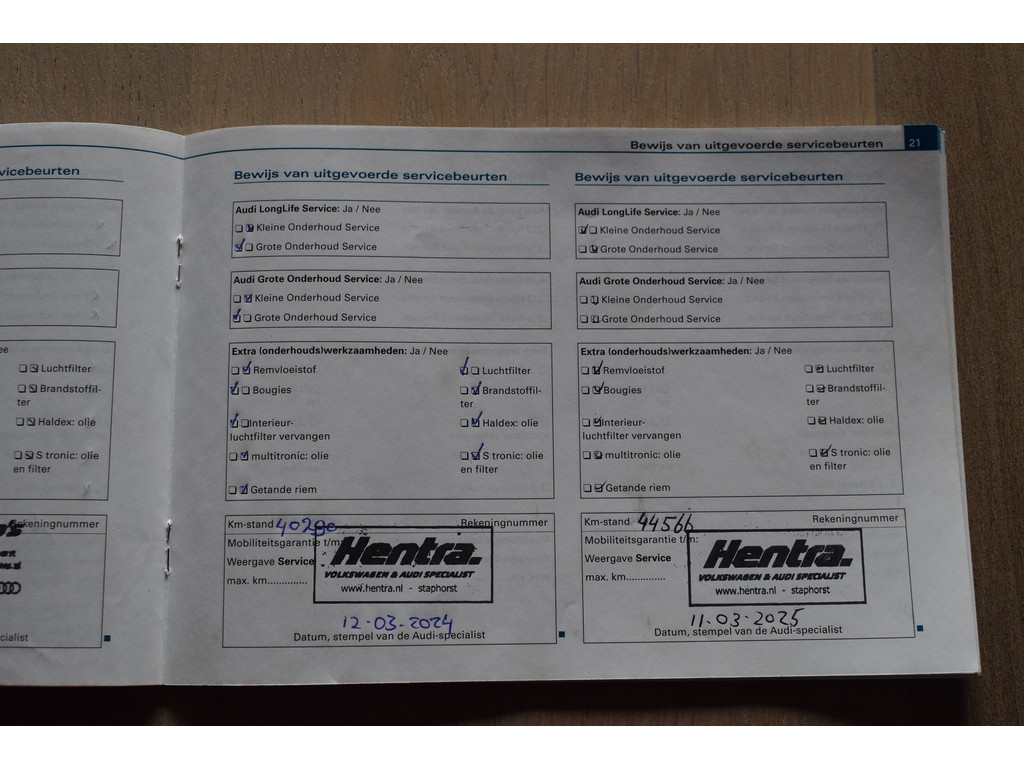 Bewijs van uitgevoerde servicebeurten 21
vicebeurten
Luchtfilter
Brandstoffil-
ter
Haldex: olie
S tronic: olie
en filter
Rekeningnummer
cialist
Bewijs van uitgevoerde servicebeurten
Audi LongLife Service: Ja / Nee
Kleine Onderhoud Service
Grote Onderhoud Service
Audi Grote Onderhoud Service: Ja / Nee
Kleine Onderhoud Service
Grote Onderhoud Service
Extra (onderhouds)werkzaamheden: Ja / Nee
Remvloeistof Luchtfilter
Bougies Brandstoffil-
ter
Interieur- Haldex: olie
luchtfilter vervangen
multitronic: olie S tronic: olie
en filter
Getande riem
Km-stand 40290 Rekeningnummer
Mobiliteitsgarantie t/m:
Weergave Service
max. km..............
Hentra.
VOLKSWAGEN & AUDI SPECIALIST
www.hentra.nl - staphorst
12-03-2024
Datum, stempel van de Audi-specialist
Bewijs van uitgevoerde servicebeurten
Audi LongLife Service: Ja / Nee
Kleine Onderhoud Service
Grote Onderhoud Service
Audi Grote Onderhoud Service: Ja / Nee
Kleine Onderhoud Service
Grote Onderhoud Service
Extra (onderhouds)werkzaamheden: Ja / Nee
Remvloeistof Luchtfilter
Bougies Brandstoffil-
ter
Interieur- Haldex: olie
luchtfilter vervangen
multitronic: olie S tronic: olie
en filter
Getande riem
Km-stand 44566 Rekeningnummer
Mobiliteitsgarantie t/m:
Weergave Service
max. km..............
Hentra.
VOLKSWAGEN & AUDI SPECIALIST
www.hentra.nl - staphorst
11-03-2025
Datum, stempel van de Audi-specialist